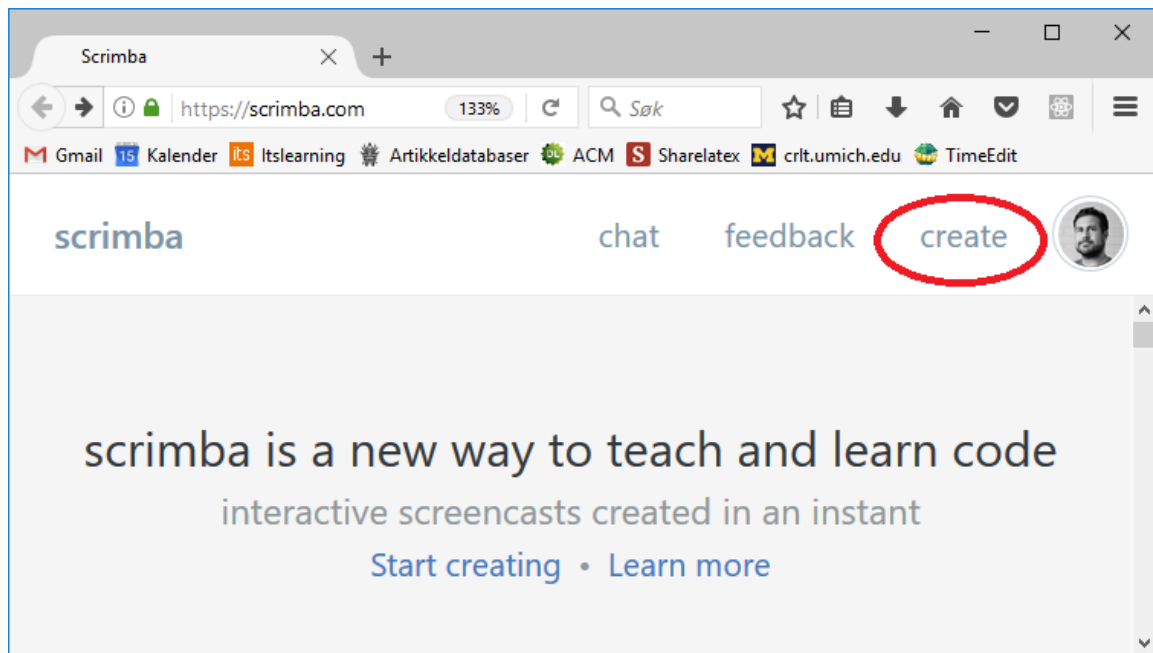 Scrimba
https://scrimba.com 133% Søk
Gmail 15 Kalender its Itslearning Artikkeldatabaser DL ACM S Sharelatex M crlt.umich.edu TimeEdit
scrimba chat feedback create
scrimba is a new way to teach and learn code
interactive screencasts created in an instant
Start creating • Learn more